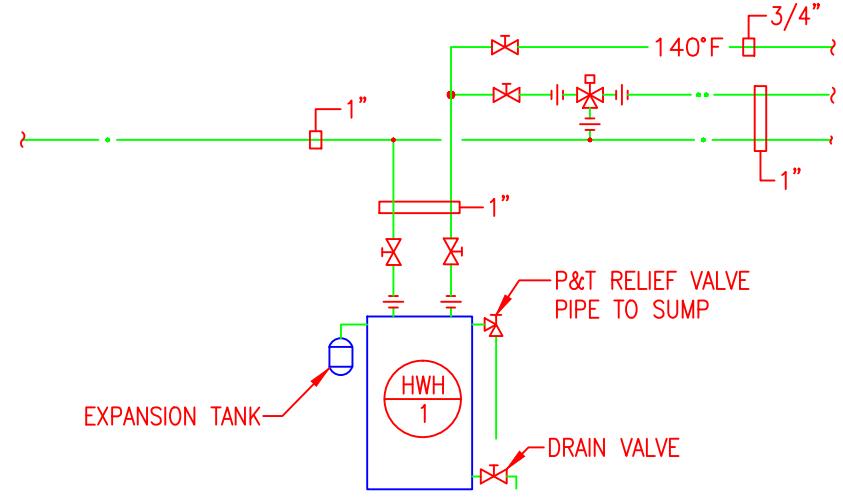 3/4"
140°F
1"
1"
1"
P&T RELIEF VALVE
PIPE TO SUMP
HWH
1
EXPANSION TANK
DRAIN VALVE